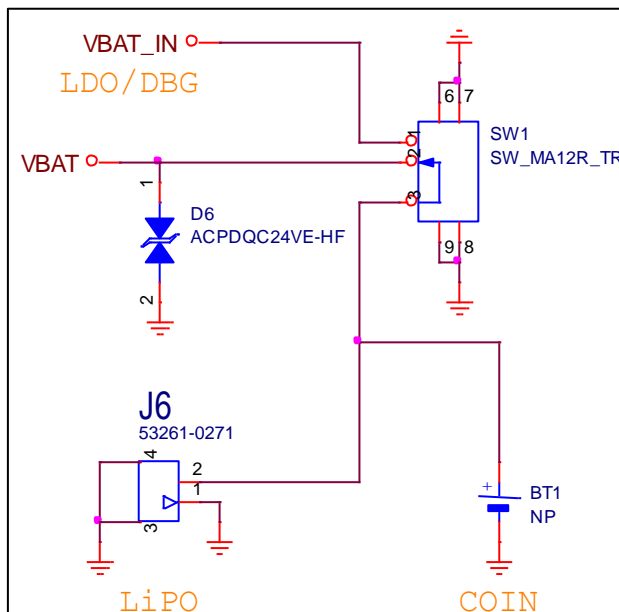 VBAT_IN
LDO/DBG
6 7
1
SW1
2
SW_MA12R_TR
VBAT
3
1
D6
ACPDQC24VE-HF
9 8
2
J6
53261-0271
4
2
1
+
BT1
NP
3
LiPO
COIN